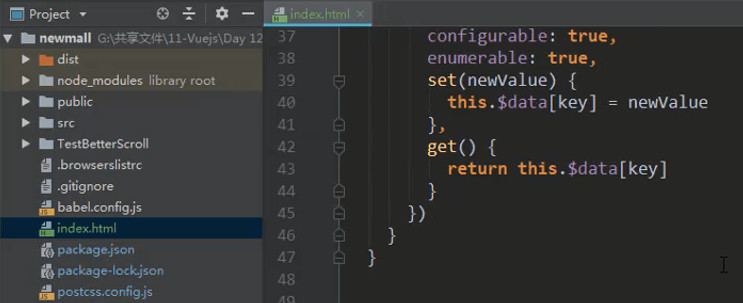 Project
newmall G:\共享文件\11-Vuejs\Day 12
dist
node_modules library root
public
src
TestBetterScroll
.browserslistrc
.gitignore
babel.config.js
index.html
package.json
package-lock.json
postcss.config.js
index.html
37 configurable: true,
38 enumerable: true,
39 set(newValue) {
40 this.$data[key] = newValue
41 },
42 get() {
43 return this.$data[key]
44 }
45 })
46 }
47 }
48
49